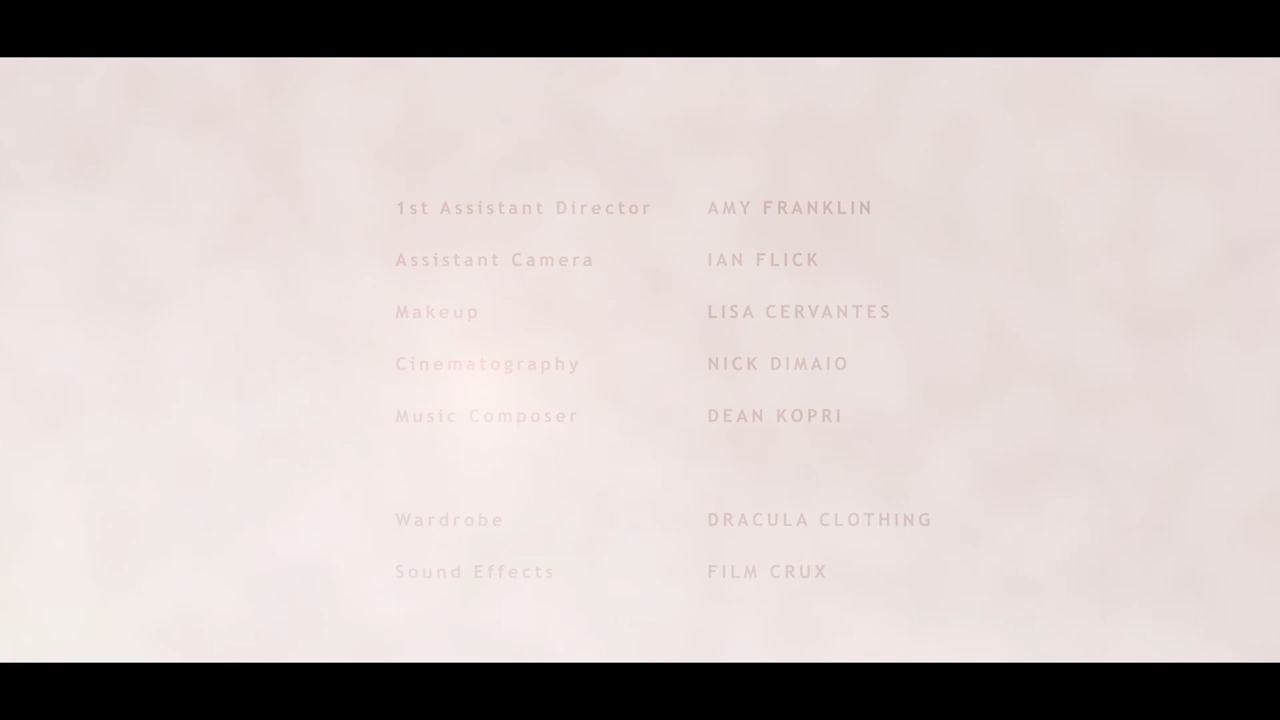 1st Assistant Director AMY FRANKLIN
Assistant Camera IAN FLICK
Makeup LISA CERVANTES
Cinematography NICK DIMAIO
Music Composer DEAN KOPRI
Wardrobe DRACULA CLOTHING
Sound Effects FILM CRUX